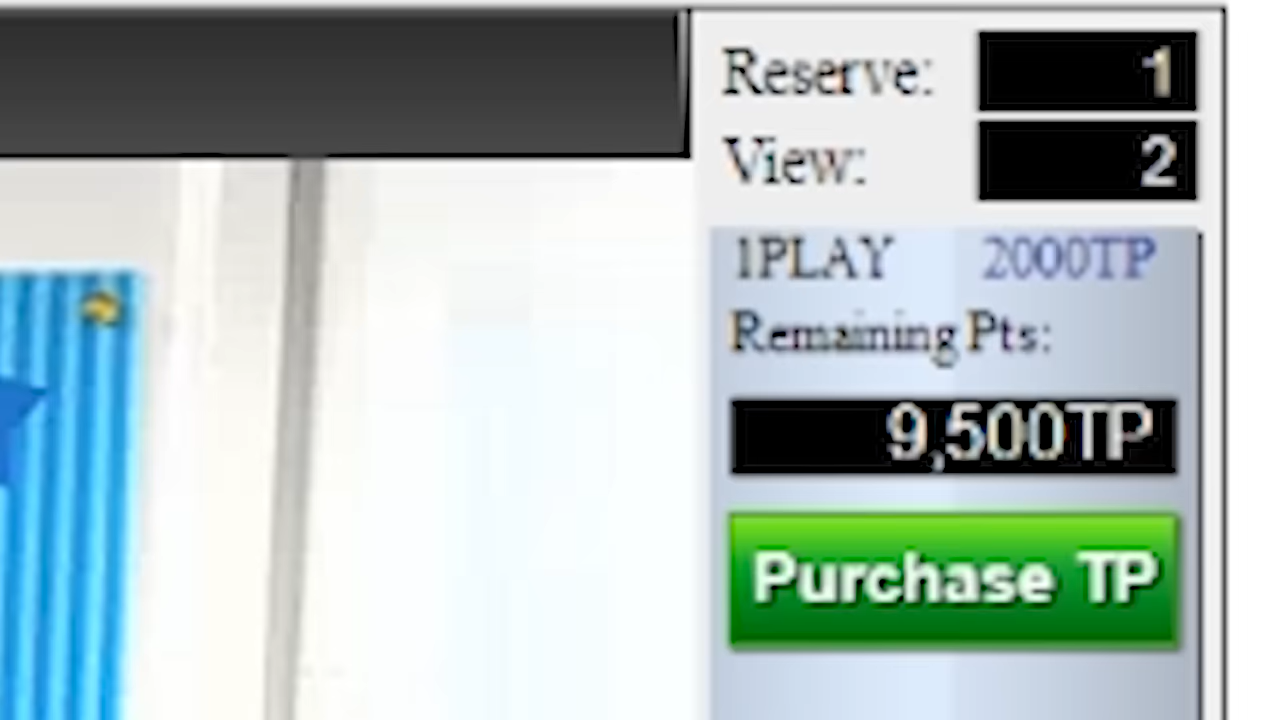 Reserve: 1
View: 2
1PLAY 2000TP
Remaining Pts:
9,500TP
Purchase TP